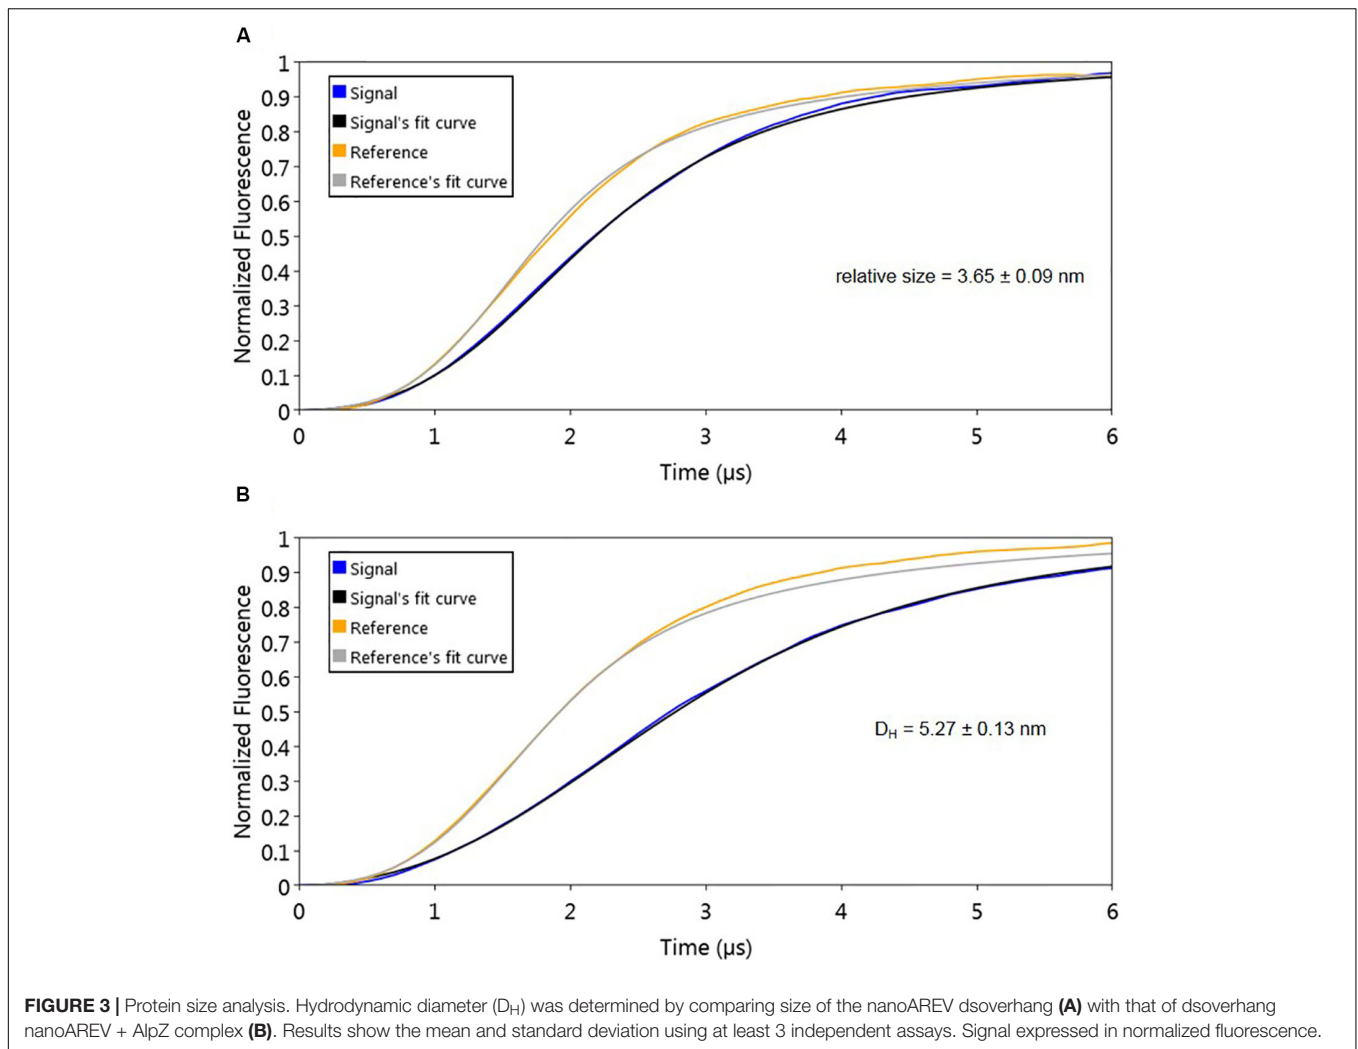 A
1
0.9
0.8
0.7
0.6
0.5
0.4
0.3
0.2
0.1
0
Normalized Fluorescence
Signal
Signal's fit curve
Reference
Reference's fit curve
relative size = 3.65 ± 0.09 nm
0 1 2 3 4 5 6
Time (µs)
B
1
0.9
0.8
0.7
0.6
0.5
0.4
0.3
0.2
0.1
0
Normalized Fluorescence
Signal
Signal's fit curve
Reference
Reference's fit curve
DH = 5.27 ± 0.13 nm
0 1 2 3 4 5 6
Time (µs)
FIGURE 3 | Protein size analysis. Hydrodynamic diameter (DH) was determined by comparing size of the nanoAREV dsoverhang (A) with that of dsoverhang
nanoAREV + AlpZ complex (B). Results show the mean and standard deviation using at least 3 independent assays. Signal expressed in normalized fluorescence.